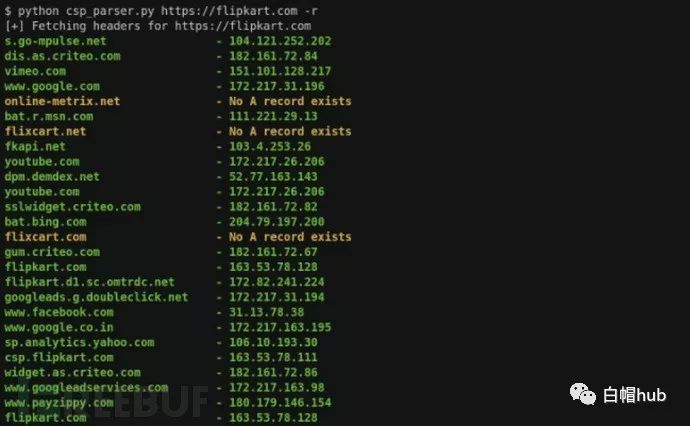 $ python csp_parser.py https://flipkart.com -r
[+] Fetching headers for https://flipkart.com
s.go-mpulse.net - 104.121.252.202
dis.as.criteo.com - 182.161.72.84
vimeo.com - 151.101.128.217
www.google.com - 172.217.31.196
online-metrix.net - No A record exists
bat.r.msn.com - 111.221.29.13
flixcart.net - No A record exists
fkapi.net - 103.4.253.26
youtube.com - 172.217.26.206
dpm.demdex.net - 52.77.163.143
youtube.com - 172.217.26.206
sslwidget.criteo.com - 182.161.72.82
bat.bing.com - 204.79.197.200
flixcart.com - No A record exists
gum.criteo.com - 182.161.72.67
flipkart.com - 163.53.78.128
flipkart.d1.sc.omtrdc.net - 172.82.241.224
googleads.g.doubleclick.net - 172.217.31.194
www.facebook.com - 31.13.78.38
www.google.co.in - 172.217.163.195
sp.analytics.yahoo.com - 106.10.193.30
csp.flipkart.com - 163.53.78.111
widget.as.criteo.com - 182.161.72.86
www.googleadservices.com - 172.217.163.98
www.payzippy.com - 180.179.146.154
flipkart.com - 163.53.78.128
白帽hub